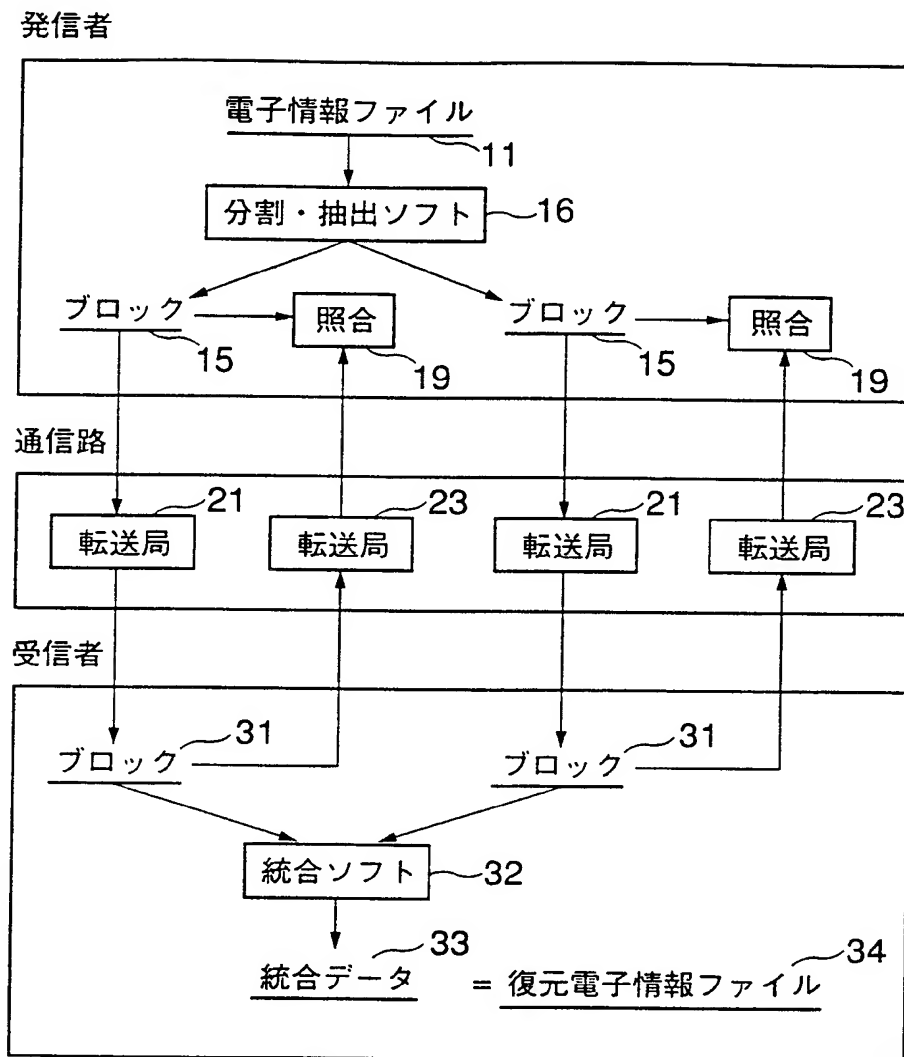 発信者
電子情報ファイル
11
分割・抽出ソフト
16
ブロック
15
照合
19
ブロック
15
照合
19
通信路
21
転送局
23
転送局
21
転送局
23
転送局
受信者
31
ブロック
31
ブロック
統合ソフト
32
33
34
統合データ = 復元電子情報ファイル